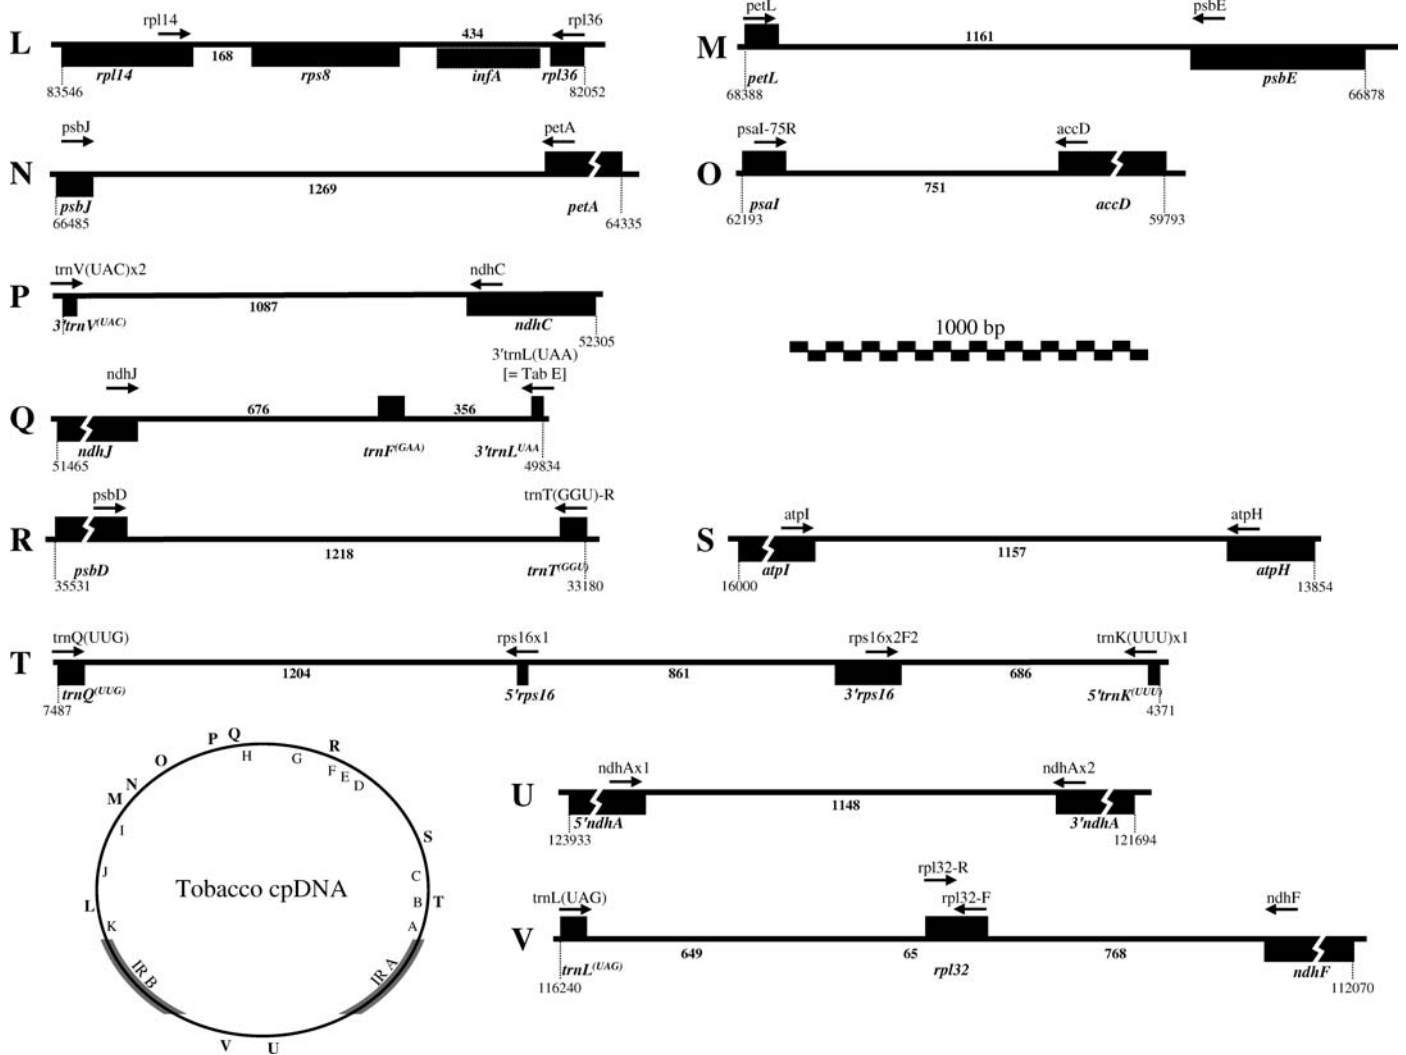 L
rpl14
rpl36
168
434
rpl14
rps8
infA
rpl36
83546
82052
M
petL
psbE
1161
petL
psbE
68388
66878
N
psbJ
petA
1269
psbJ
petA
66485
64335
O
psaI-75R
accD
751
psaI
accD
62193
59793
P
trnV(UAC)x2
ndhC
1087
3'trnV(UAC)
ndhC
52305
1000 bp
Q
ndhJ
3'trnL(UAA)
[= Tab E]
676
356
ndhJ
trnF(GAA)
3'trnL UAA
51465
49834
R
psbD
trnT(GGU)-R
1218
psbD
trnT(GGU)
35531
33180
S
atpI
atpH
1157
atpI
atpH
16000
13854
T
trnQ(UUG)
rps16x1
rps16x2F2
trnK(UUU)x1
1204
861
686
trnQ(UUG)
5'rps16
3'rps16
5'trnK(UUU)
7487
4371
P
Q
R
O
N
M
H
G
F
E
D
I
J
L
K
S
C
B
T
A
Tobacco cpDNA
IR B
IR A
V
U
U
ndhAx1
ndhAx2
1148
5'ndhA
3'ndhA
123933
121694
V
trnL(UAG)
rpl32-R
rpl32-F
ndhF
649
65
768
trnL(UAG)
rpl32
ndhF
116240
112070